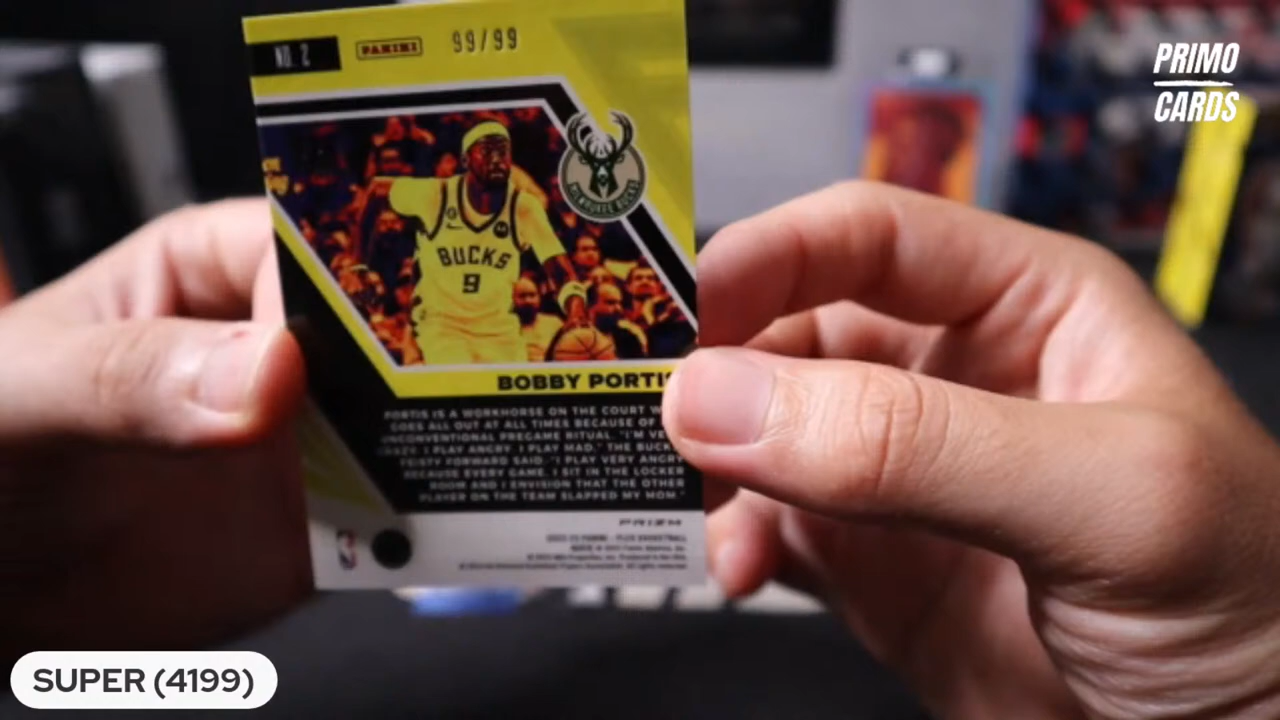 PRIMO
CARDS
NO. 2
PANINI
99/99
MILWAUKEE BUCKS
BUCKS
9
BOBBY PORTIS
PORTIS IS A WORKHORSE ON THE COURT
GOES ALL OUT AT ALL TIMES BECAUSE OF
UNCONVENTIONAL PREGAME RITUAL. "I'M
CRAZY. I PLAY ANGRY. I PLAY MAD," THE
FEISTY FORWARD SAID. "I PLAY VERY ANGRY
BECAUSE EVERY GAME, I SIT IN THE LOCKER
ROOM AND I ENVISION THAT THE OTHER
PLAYER ON THE TEAM SLAPPED MY MOM."
PRIZM
SUPER (4199)